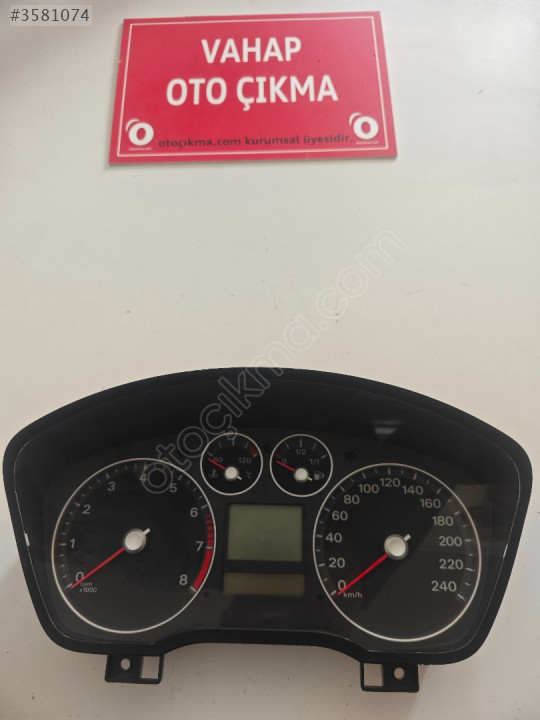 #3581074
VAHAP
OTO ÇIKMA
otoçıkma.com kurumsal üyesidir.
otocıkma.com
60 120
°C
0 1/2 1/1
0 1 2 3 4 5 6 7 8
rpm
x1000
0 20 40 60 80 100 120 140 160 180 200 220 240
km/h